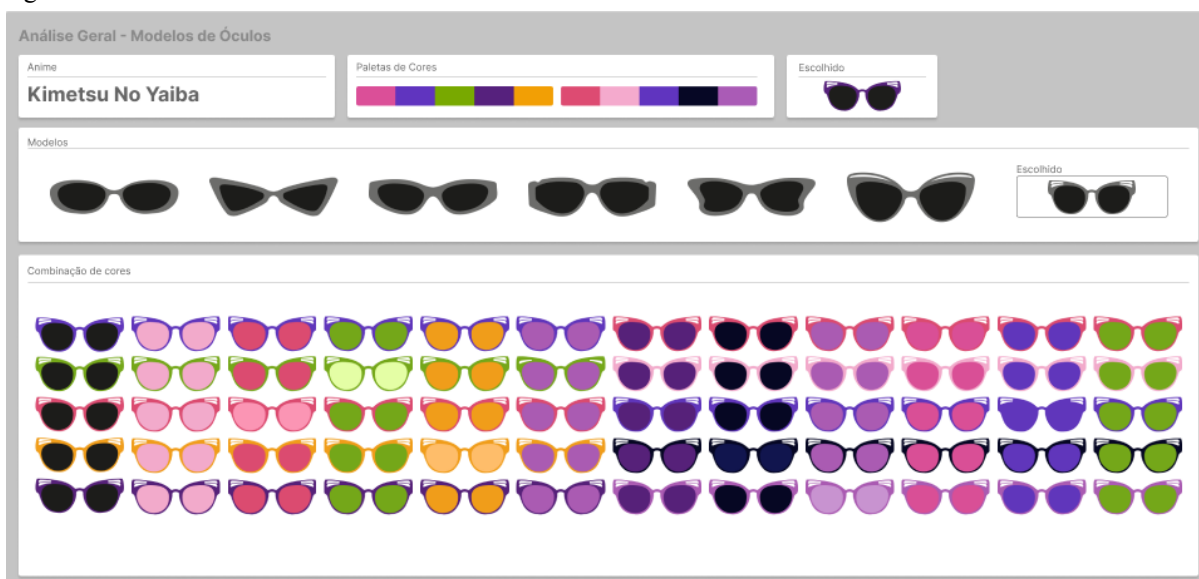 Análise Geral - Modelos de Óculos
Anime
Paletas de Cores
Escolhido
Kimetsu No Yaiba
Modelos
Escolhido
Combinação de cores